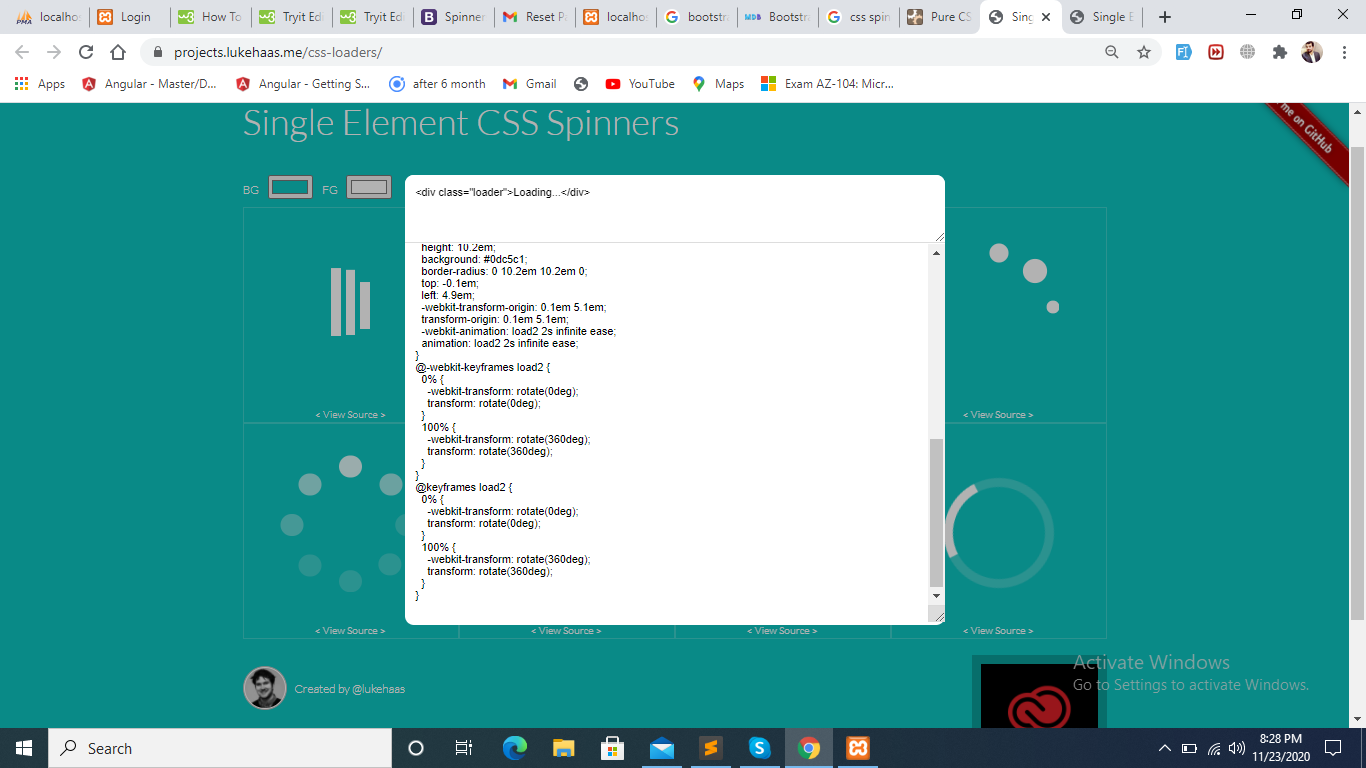 localhos
Login
How To
Tryit Edi
Tryit Edi
Spinner
Reset Pa
localhos
bootstra
Bootstra
css spin
Pure CS
Sing
Single E
projects.lukehaas.me/css-loaders/
Apps
Angular - Master/D...
Angular - Getting S...
after 6 month
Gmail
YouTube
Maps
Exam AZ-104: Micr...
Single Element CSS Spinners
me on GitHub
BG
FG
<div class="loader">Loading...</div>
height: 10.2em;
background: #0dc5c1;
border-radius: 0 10.2em 10.2em 0;
top: -0.1em;
left: 4.9em;
-webkit-transform-origin: 0.1em 5.1em;
transform-origin: 0.1em 5.1em;
-webkit-animation: load2 2s infinite ease;
animation: load2 2s infinite ease;
}
@-webkit-keyframes load2 {
0% {
-webkit-transform: rotate(0deg);
transform: rotate(0deg);
}
100% {
-webkit-transform: rotate(360deg);
transform: rotate(360deg);
}
}
@keyframes load2 {
0% {
-webkit-transform: rotate(0deg);
transform: rotate(0deg);
}
100% {
-webkit-transform: rotate(360deg);
transform: rotate(360deg);
}
}
< View Source >
< View Source >
< View Source >
< View Source >
< View Source >
< View Source >
Created by @lukehaas
Activate Windows
Go to Settings to activate Windows.
Search
8:28 PM
11/23/2020